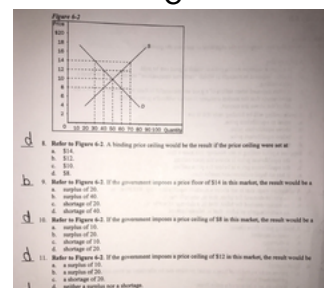 Figure 6-2
Price
$20
18
16
14
12
10
8
6
4
2
S
D
0 10 20 30 40 50 60 70 80 90 100 Quantity
d 8. Refer to Figure 6-2. A binding price ceiling would be the result if the price ceiling were set at
a. $14.
b. $12.
c. $10.
d. $8.
b 9. Refer to Figure 6-2. If the government imposes a price floor of $14 in this market, the result would be a
a. surplus of 20.
b. surplus of 40.
c. shortage of 20.
d. shortage of 40.
d 10. Refer to Figure 6-2. If the government imposes a price ceiling of $8 in this market, the result would be a
a. surplus of 10.
b. surplus of 20.
c. shortage of 10.
d. shortage of 20.
d 11. Refer to Figure 6-2. If the government imposes a price ceiling of $12 in this market, the result would be
a. a surplus of 10.
b. a surplus of 20.
c. a shortage of 20.
d. neither a surplus nor a shortage.